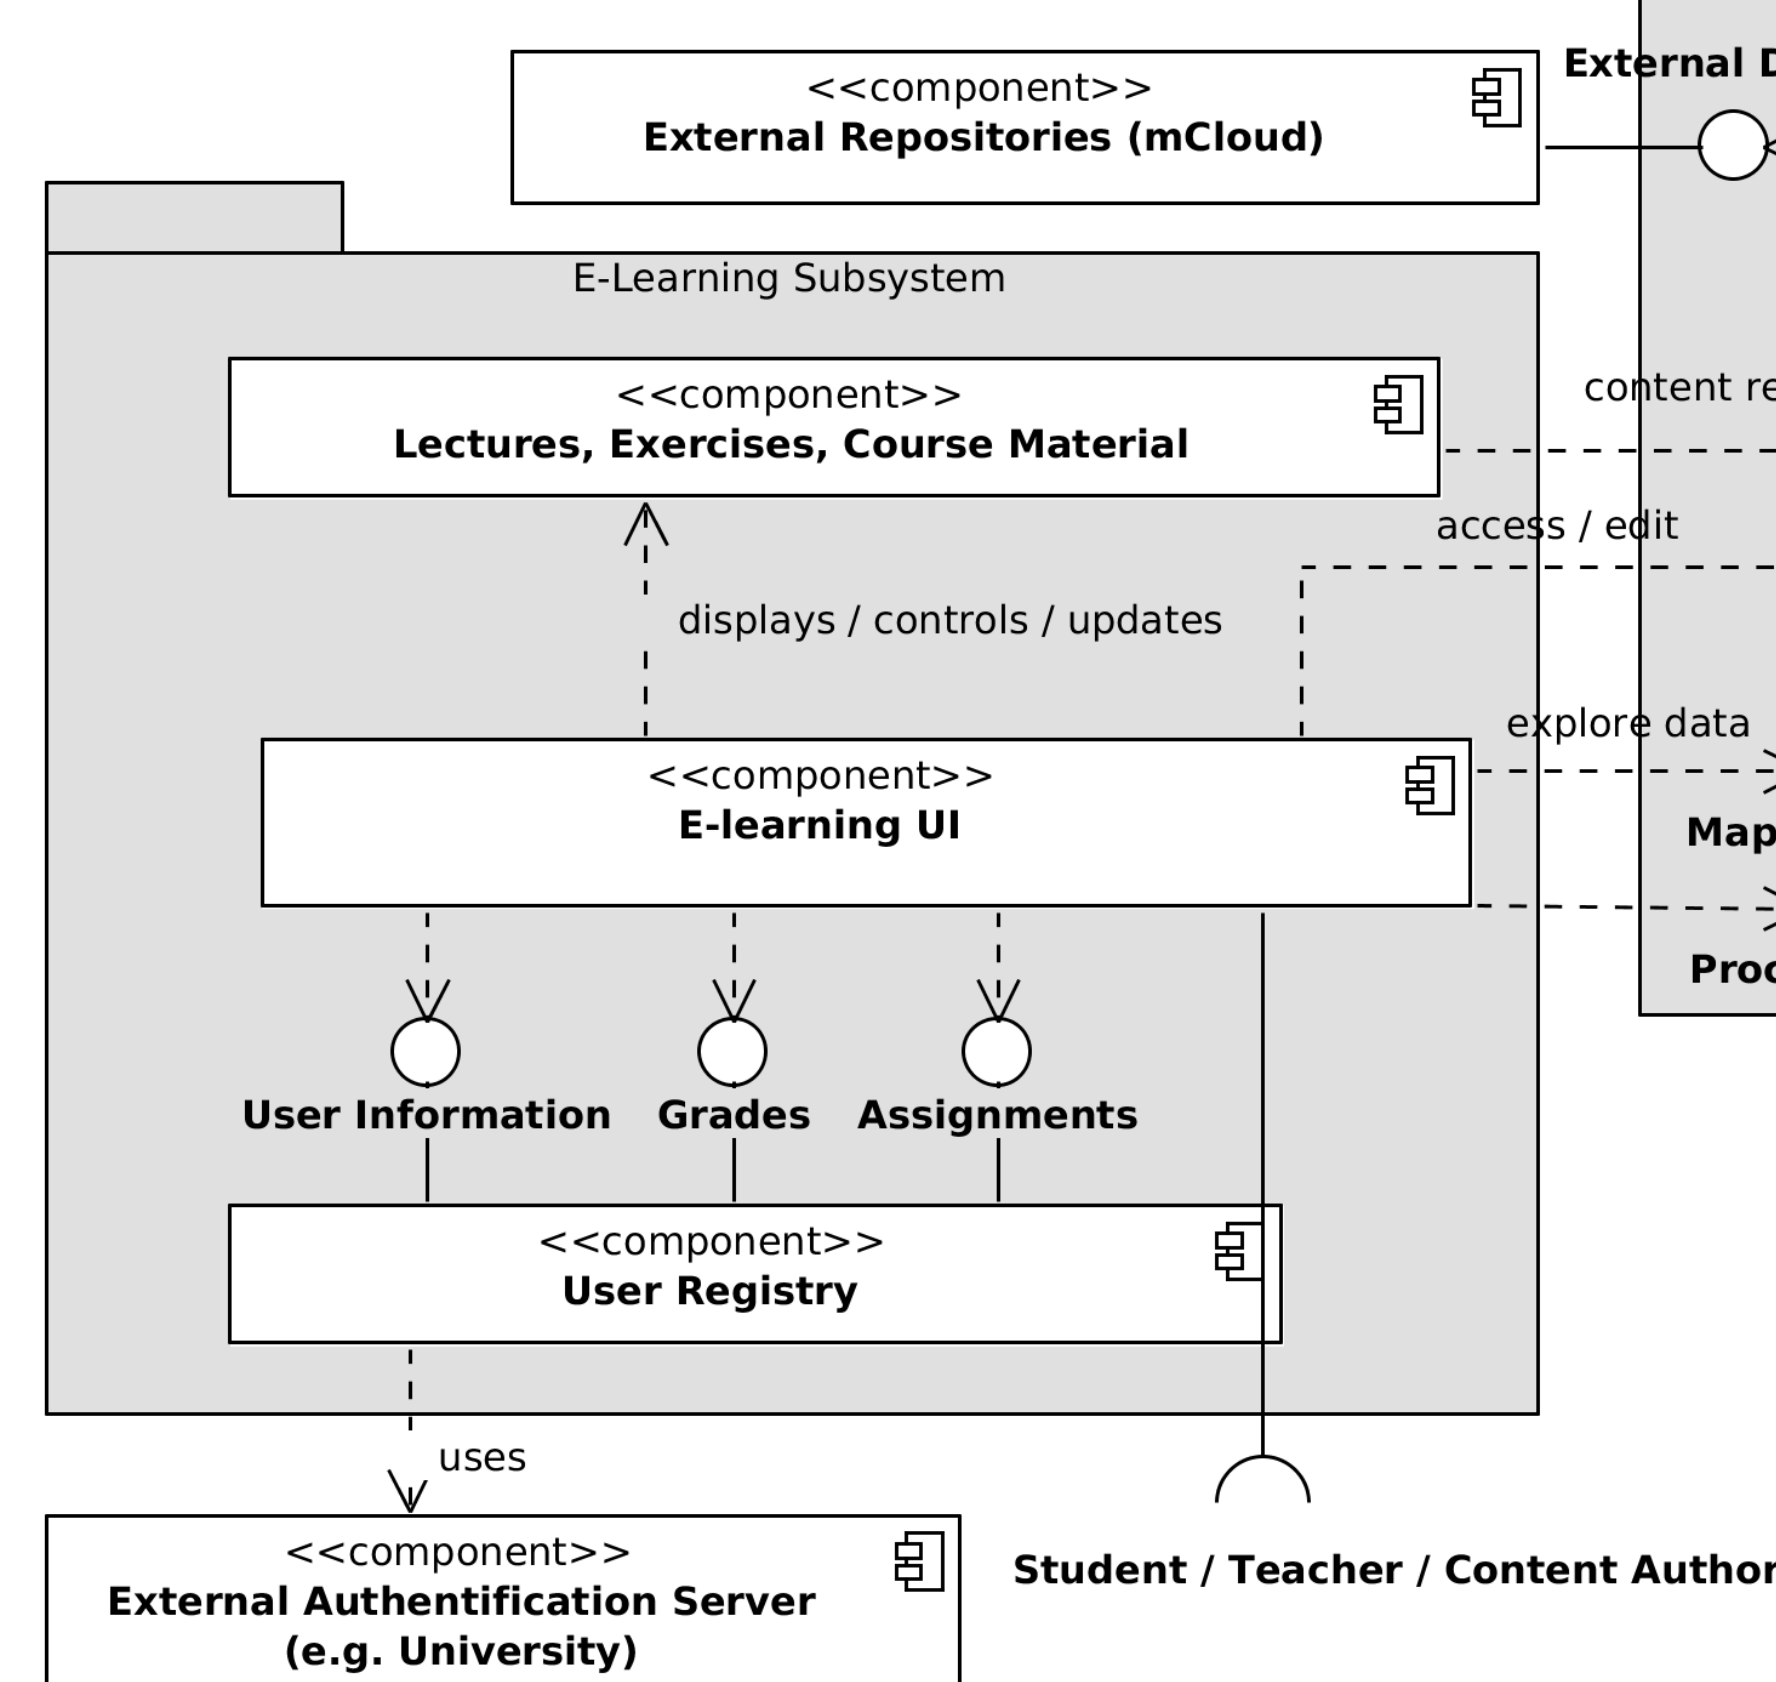 <<component>>
External Repositories (mCloud)
External
E-Learning Subsystem
<<component>>
Lectures, Exercises, Course Material
content
access / edit
displays / controls / updates
explore data
<<component>>
E-learning UI
Map
User Information
Grades
Assignments
<<component>>
User Registry
uses
<<component>>
External Authentification Server
(e.g. University)
Student / Teacher / Content Author